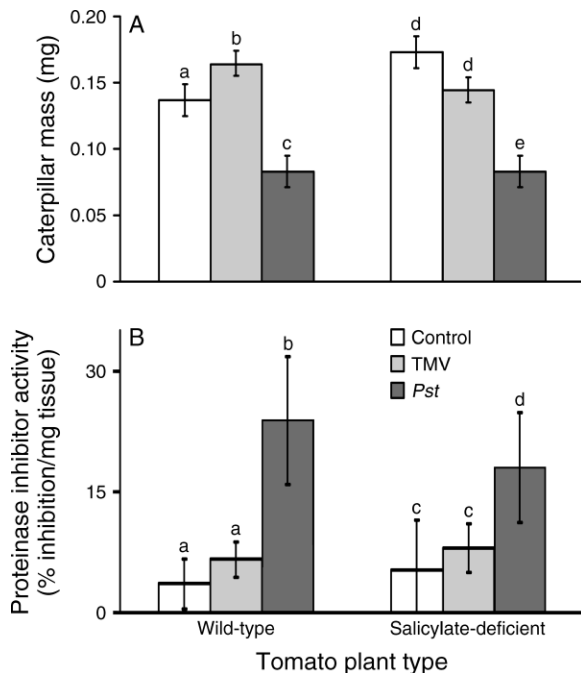 A
Caterpillar mass (mg)
0.20
0.15
0.10
0.05
0
a
b
c
d
d
e
B
Proteinase inhibitor activity
(% inhibition/mg tissue)
30
15
0
a
a
b
c
c
d
Control
TMV
Pst
Wild-type
Salicylate-deficient
Tomato plant type